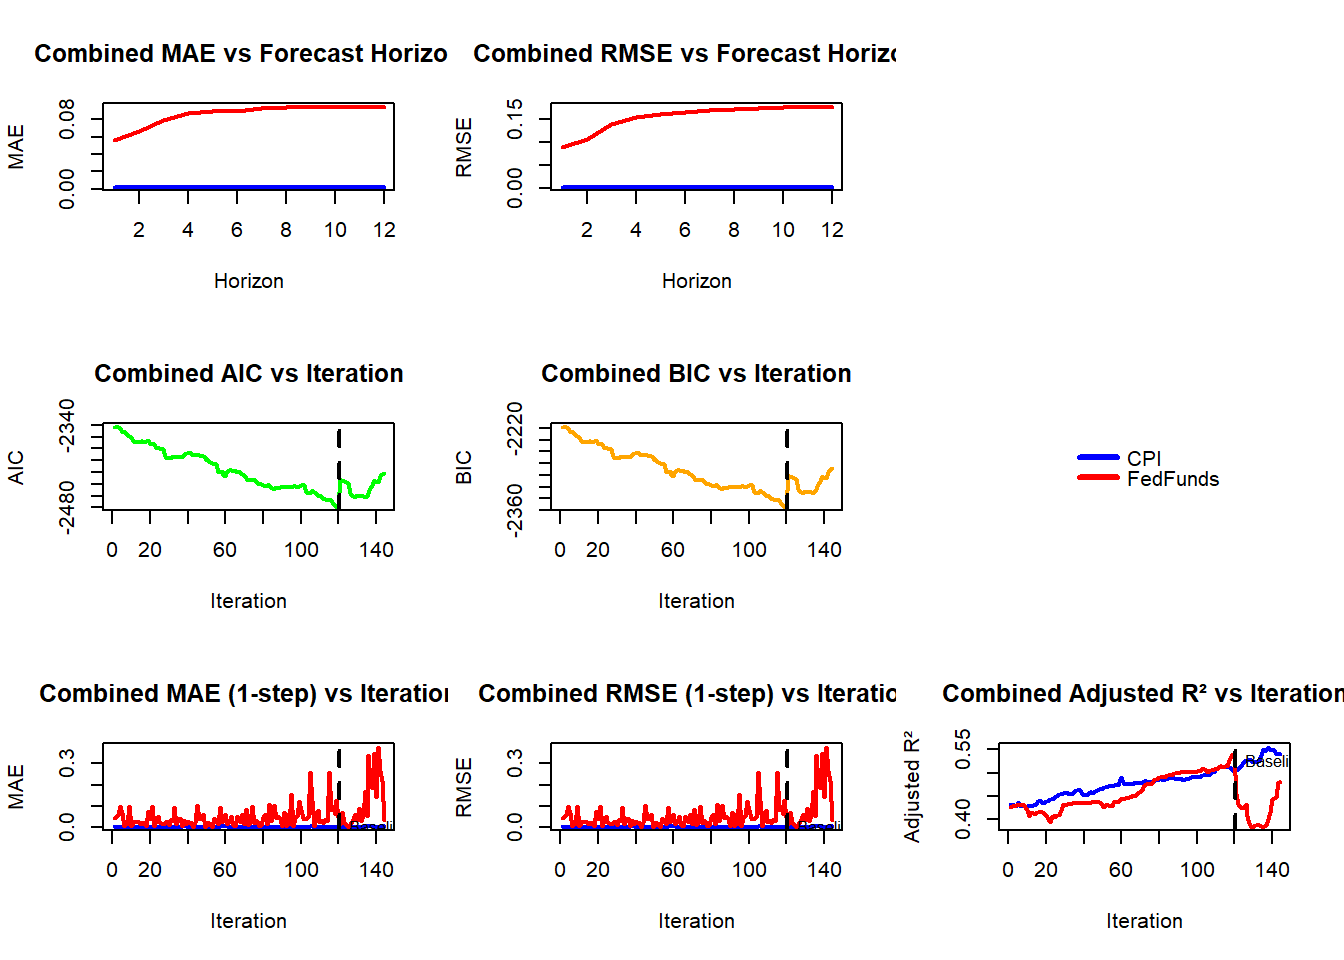 Combined MAE vs Forecast Horizo
MAE
0.08
0.00
2 4 6 8 10 12
Horizon
Combined RMSE vs Forecast Horizo
RMSE
0.15
0.00
2 4 6 8 10 12
Horizon
Combined AIC vs Iteration
AIC
-2340
-2480
0 20 60 100 140
Iteration
Combined BIC vs Iteration
BIC
-2220
-2360
0 20 60 100 140
Iteration
CPI
FedFunds
Combined MAE (1-step) vs Iteration
MAE
0.3
0.0
0 20 60 100 140
Iteration
Combined RMSE (1-step) vs Iteratio
RMSE
0.3
0.0
0 20 60 100 140
Iteration
Combined Adjusted R² vs Iteration
Adjusted R²
0.55
0.40
Baseli
0 20 60 100 140
Iteration